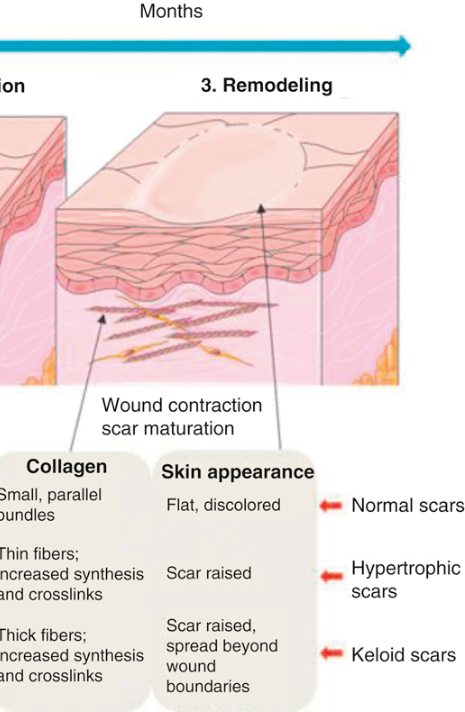 Months
ion
3. Remodeling
Wound contraction
scar maturation
Collagen
Small, parallel
bundles
Thin fibers;
increased synthesis
and crosslinks
Thick fibers;
increased synthesis
and crosslinks
Skin appearance
Flat, discolored
Scar raised
Scar raised,
spread beyond
wound
boundaries
Normal scars
Hypertrophic
scars
Keloid scars